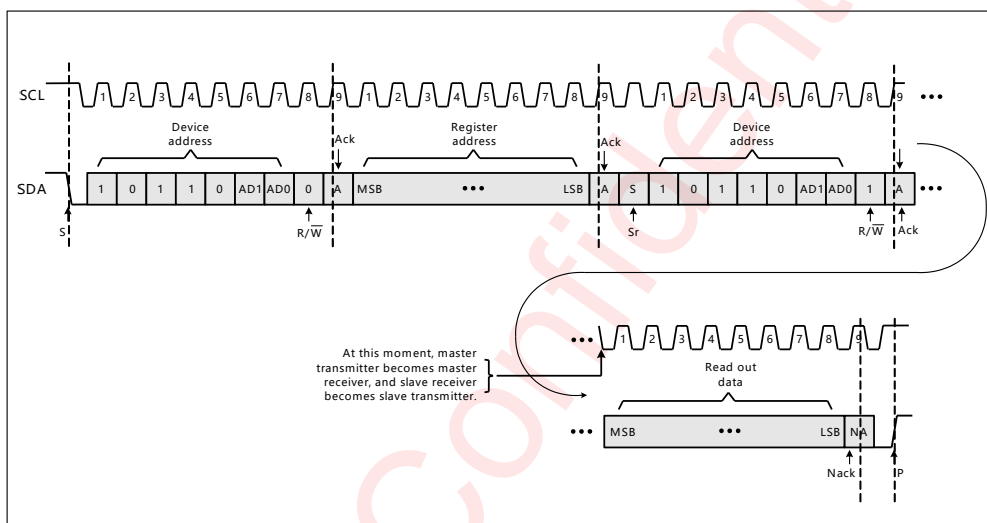 SCL 1 2 3 4 5 6 7 8 9 1 2 3 4 5 6 7 8 9 1 2 3 4 5 6 7 8 9 •••
Device
address
Ack
Register
address
Ack
Device
address
SDA 1 0 1 1 0 AD1 AD0 0 A MSB ••• LSB A S 1 0 1 1 0 AD1 AD0 1 A •••
S R/W̅ Sr R/W̅ Ack
••• 1 2 3 4 5 6 7 8 9
At this moment, master
transmitter becomes master
receiver, and slave receiver
becomes slave transmitter.
Read out
data
••• MSB ••• LSB NA
Nack P
Confident